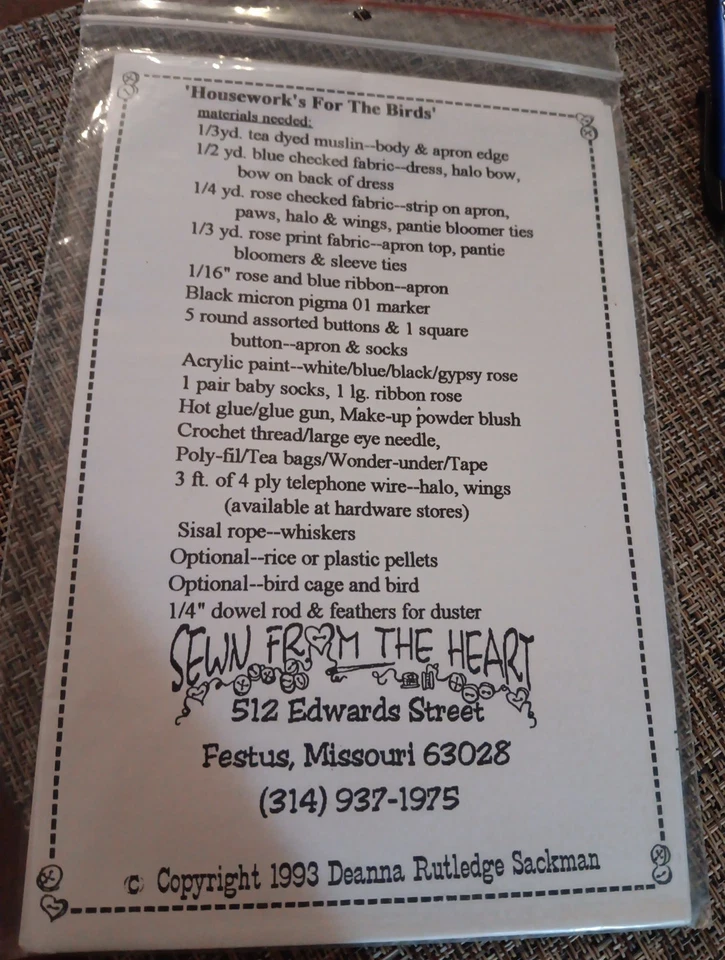 'Housework's For The Birds'
materials needed:
1/3yd. tea dyed muslin--body & apron edge
1/2 yd. blue checked fabric--dress, halo bow,
bow on back of dress
1/4 yd. rose checked fabric--strip on apron,
paws, halo & wings, pantie bloomer ties
1/3 yd. rose print fabric--apron top, pantie
bloomers & sleeve ties
1/16" rose and blue ribbon--apron
Black micron pigma 01 marker
5 round assorted buttons & 1 square
button--apron & socks
Acrylic paint--white/blue/black/gypsy rose
1 pair baby socks, 1 lg. ribbon rose
Hot glue/glue gun, Make-up powder blush
Crochet thread/large eye needle,
Poly-fil/Tea bags/Wonder-under/Tape
3 ft. of 4 ply telephone wire--halo, wings
(available at hardware stores)
Sisal rope--whiskers
Optional--rice or plastic pellets
Optional--bird cage and bird
1/4" dowel rod & feathers for duster
SEWN FROM THE HEART
512 Edwards Street
Festus, Missouri 63028
(314) 937-1975
© Copyright 1993 Deanna Rutledge Sackman